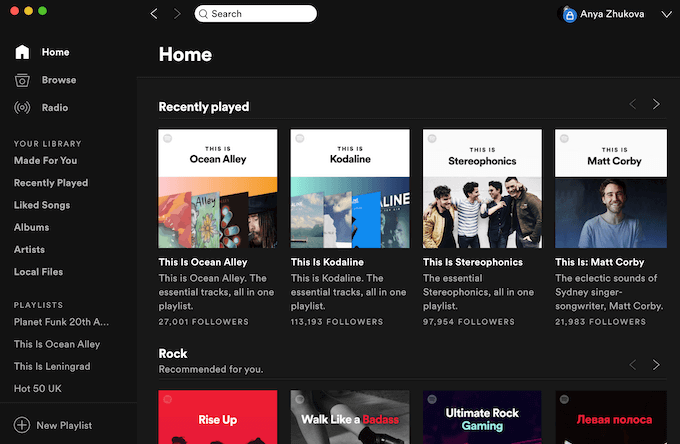 Search
Anya Zhukova
Home
Browse
Radio
YOUR LIBRARY
Made For You
Recently Played
Liked Songs
Albums
Artists
Local Files
PLAYLISTS
Planet Funk 20th A...
This Is Ocean Alley
This Is Leningrad
Hot 50 UK
New Playlist
Home
Recently played
THIS IS
Ocean Alley
Alley
This Is Ocean Alley
This is Ocean Alley. The
essential tracks, all in one
playlist.
27,001 FOLLOWERS
THIS IS
Kodaline
ALINE
This Is Kodaline
This is Kodaline. The
essential tracks, all in one
playlist.
113,193 FOLLOWERS
THIS IS
Stereophonics
This Is Stereophonics
The essential
Stereophonics, all in one
playlist.
97,954 FOLLOWERS
THIS IS
Matt Corby
This Is: Matt Corby
The eclectic sounds of
Sydney singer-
songwriter, Matt Corby.
21,983 FOLLOWERS
Rock
Recommended for you.
Rise Up
Walk Like a Badass
Ultimate Rock
Gaming
Левая полоса